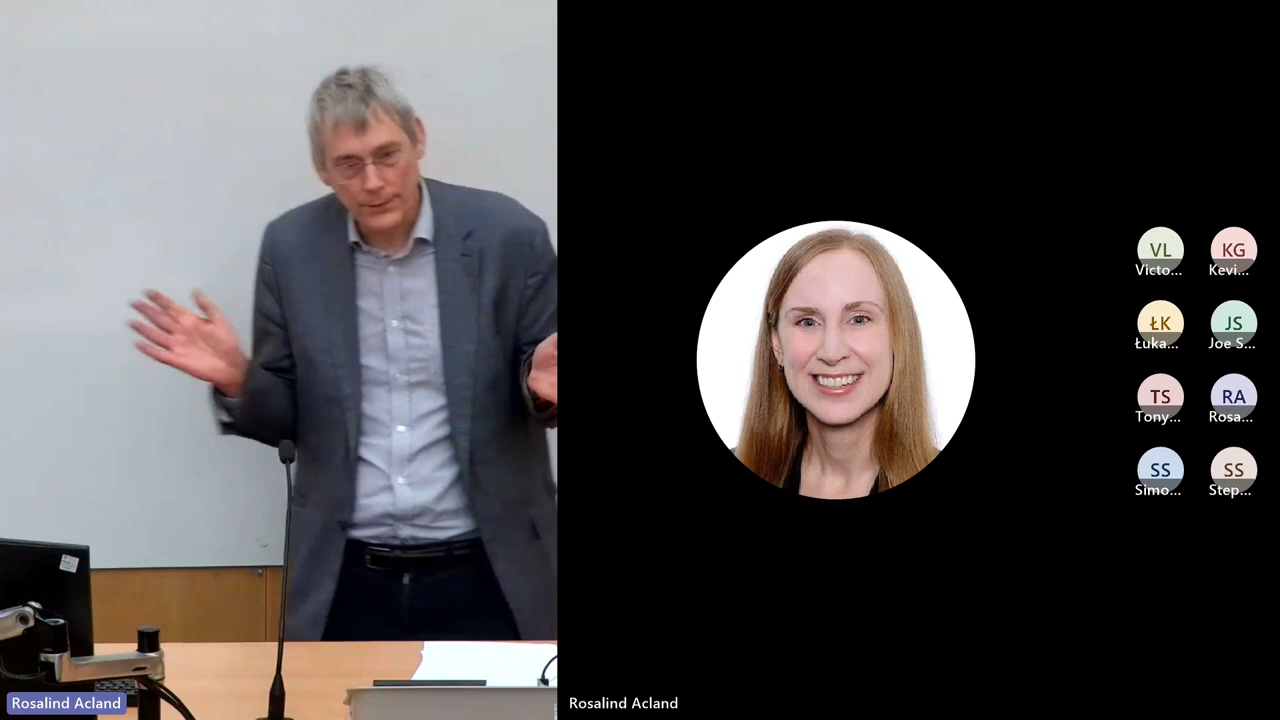 VL
KG
Victo...
Kevi...
ŁK
JS
Łuka...
Joe S...
TS
RA
Tony...
Rosa...
SS
SS
Simo...
Step...
Rosalind Acland
Rosalind Acland